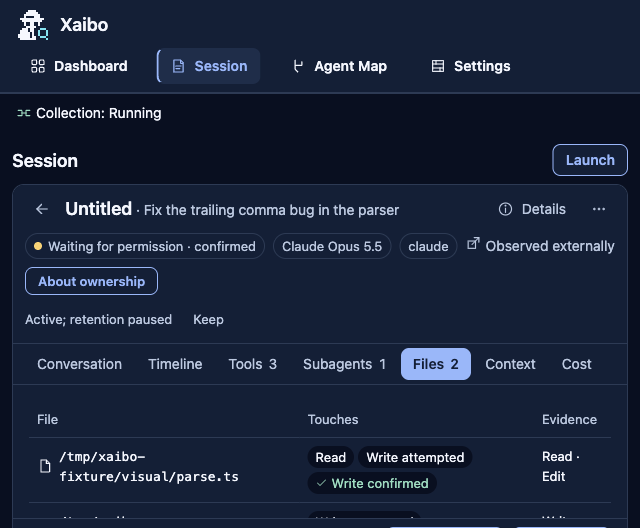 Xaibo
Dashboard Session Agent Map Settings
Collection: Running
Session Launch
Untitled · Fix the trailing comma bug in the parser Details ···
Waiting for permission · confirmed Claude Opus 5.5 claude Observed externally
About ownership
Active; retention paused Keep
Conversation Timeline Tools 3 Subagents 1 Files 2 Context Cost
File Touches Evidence
/tmp/xaibo- Read Write attempted Read ·
fixture/visual/parse.ts Write confirmed Edit